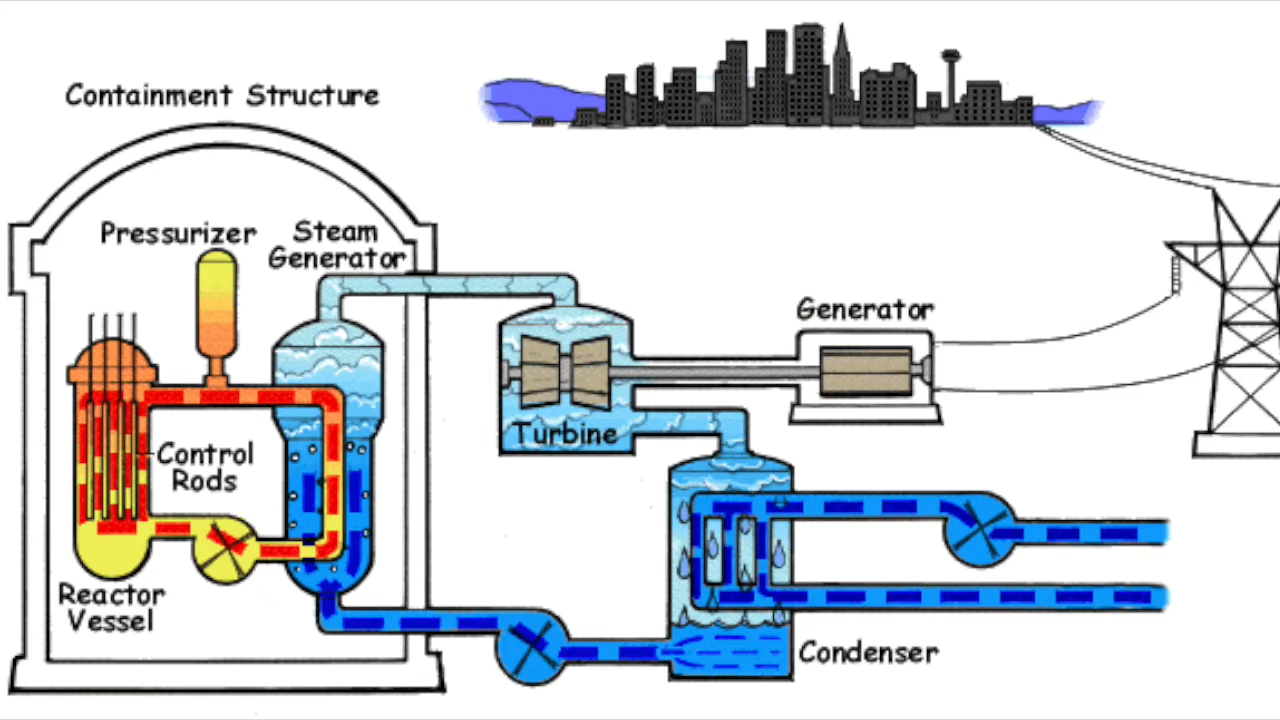 Containment Structure
Pressurizer
Steam
Generator
Generator
Turbine
Control
Rods
Reactor
Vessel
Condenser